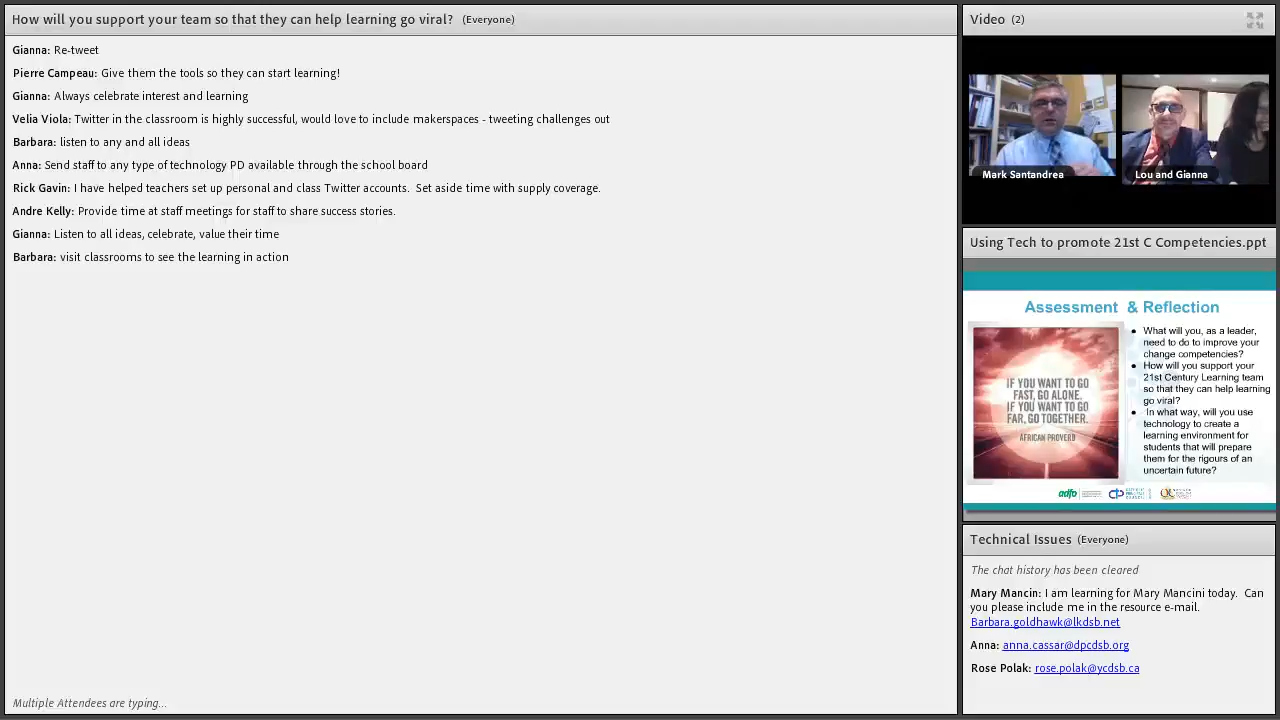 How will you support your team so that they can help learning go viral? (Everyone)
Gianna: Re-tweet
Pierre Campeau: Give them the tools so they can start learning!
Gianna: Always celebrate interest and learning
Velia Viola: Twitter in the classroom is highly successful, would love to include makerspaces - tweeting challenges out
Barbara: listen to any and all ideas
Anna: Send staff to any type of technology PD available through the school board
Rick Gavin: I have helped teachers set up personal and class Twitter accounts.  Set aside time with supply coverage.
Andre Kelly: Provide time at staff meetings for staff to share success stories.
Gianna: Listen to all ideas, celebrate, value their time
Barbara: visit classrooms to see the learning in action
Multiple Attendees are typing...
Video (2)
Mark Santandrea
Lou and Gianna
Using Tech to promote 21st C Competencies.ppt
Assessment & Reflection
IF YOU WANT TO GO
FAST, GO ALONE.
IF YOU WANT TO GO
FAR, GO TOGETHER.
AFRICAN PROVERB
• What will you, as a leader,
need to do to improve your
change competencies?
• How will you support your
21st Century Learning team
so that they can help learning
go viral?
• In what way, will you use
technology to create a
learning environment for
students that will prepare
them for the rigours of an
uncertain future?
adfo
Technical Issues (Everyone)
The chat history has been cleared
Mary Mancin: I am learning for Mary Mancini today.  Can
you please include me in the resource e-mail.
Barbara.goldhawk@lkdsb.net
Anna: anna.cassar@dpcdsb.org
Rose Polak: rose.polak@ycdsb.ca